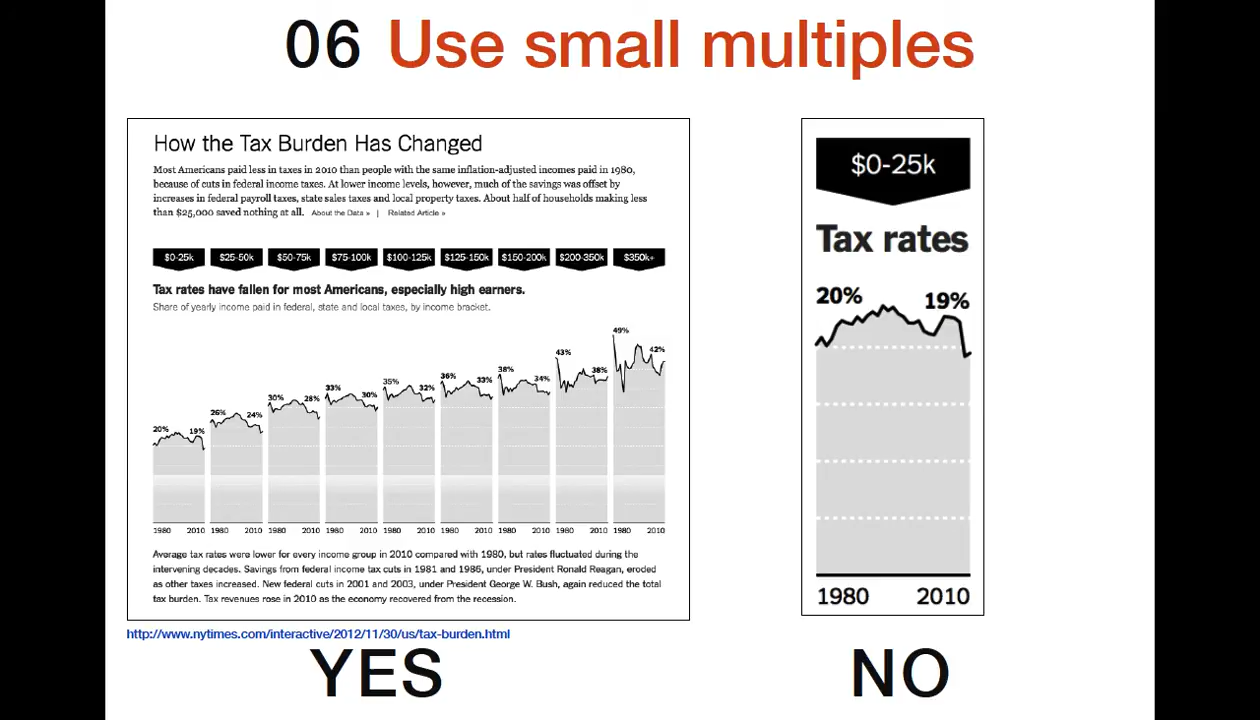 06 Use small multiples
How the Tax Burden Has Changed
Most Americans paid less in taxes in 2010 than people with the same inflation-adjusted incomes paid in 1980,
because of cuts in federal income taxes. At lower income levels, however, much of the savings was offset by
increases in federal payroll taxes, state sales taxes and local property taxes. About half of households making less
than $25,000 saved nothing at all. About the Data » | Related Article »
$0-25k $25-50k $50-75k $75-100k $100-125k $125-150k $150-200k $200-350k $350k+
Tax rates have fallen for most Americans, especially high earners.
Share of yearly income paid in federal, state and local taxes, by income bracket.
20% 19% 26% 24% 30% 28% 33% 30% 35% 32% 36% 33% 38% 34% 43% 38% 49% 42%
1980 2010 1980 2010 1980 2010 1980 2010 1980 2010 1980 2010 1980 2010 1980 2010 1980 2010
Average tax rates were lower for every income group in 2010 compared with 1980, but rates fluctuated during the
intervening decades. Savings from federal income tax cuts in 1981 and 1986, under President Ronald Reagan, eroded
as other taxes increased. New federal cuts in 2001 and 2003, under President George W. Bush, again reduced the total
tax burden. Tax revenues rose in 2010 as the economy recovered from the recession.
http://www.nytimes.com/interactive/2012/11/30/us/tax-burden.html
YES
$0-25k
Tax rates
20% 19%
1980 2010
NO